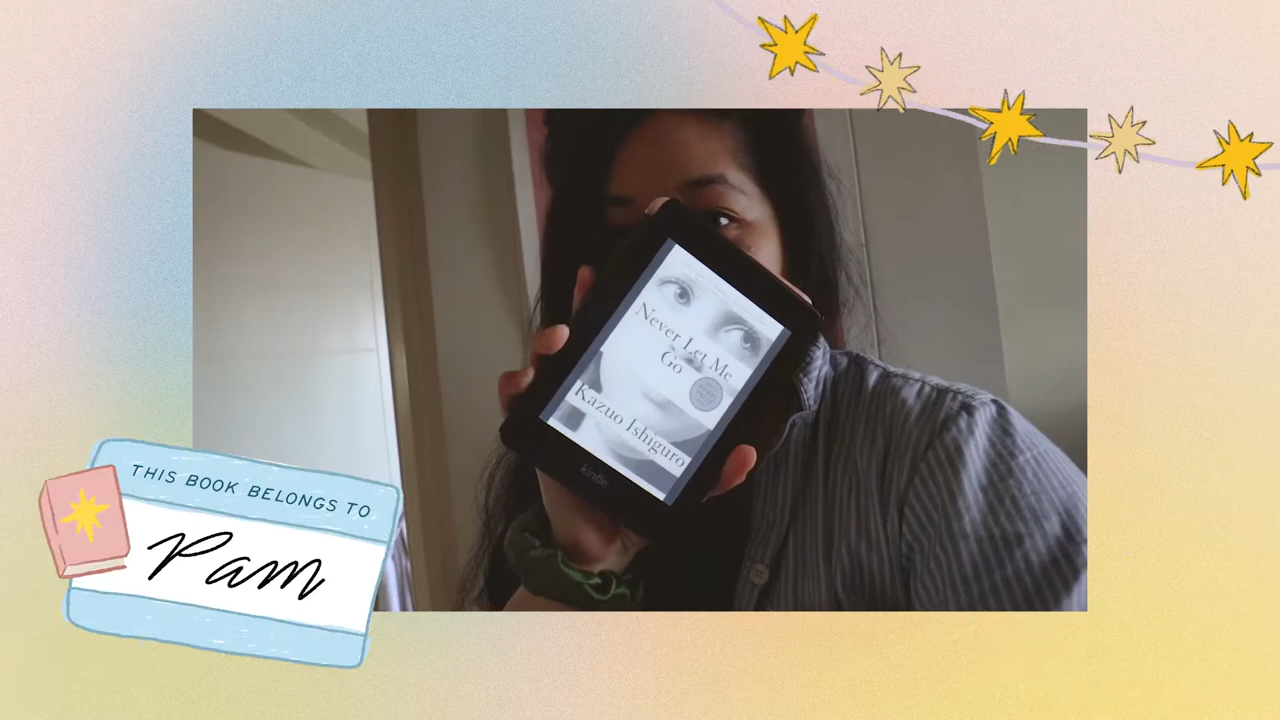 Never Let Me
Go
Kazuo Ishiguro
kindle
THIS BOOK BELONGS TO
Pam